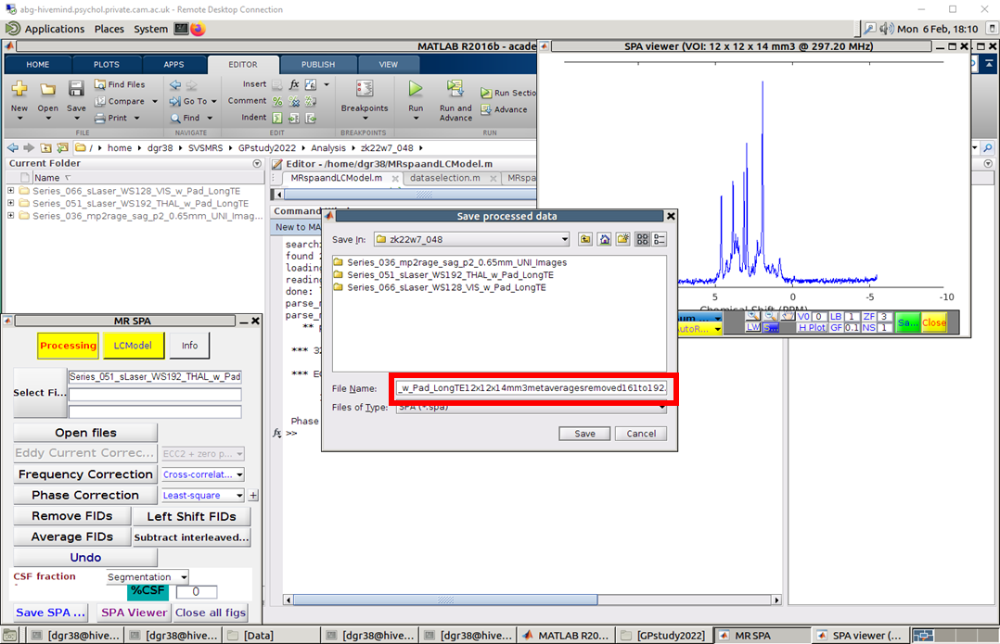 abg-hivemind.psychol.private.cam.ac.uk - Remote Desktop Connection
Applications Places System Mon 6 Feb, 18:10
MATLAB R2016b - acade
SPA viewer (VOI: 12 x 12 x 14 mm3 @ 297.20 MHz)
HOME PLOTS APPS EDITOR PUBLISH VIEW
New Open Save Find Files Compare Print Go To Find Insert fx Comment Indent Breakpoints Run Run and Advance Run Sectio Advance
FILE NAVIGATE EDIT BREAKPOINTS RUN
/ home dgr38 SVSMRS GPstudy2022 Analysis zk22w7_048
Current Folder
Name
Series_066_sLaser_WS128_VIS_w_Pad_LongTE
Series_051_sLaser_WS192_THAL_w_Pad_LongTE
Series_036_mp2rage_sag_p2_0.65mm_UNI_Imag...
Editor - /home/dgr38/MRspaandLCModel.m
MRspaandLCModel.m dataselection.m MRspa
Comma
New to MA
searchi
found 2
loading
reading
done: 
parse_r
parse_r
** F
*** 32
*** EC
Phase
fx >>
Save processed data
Save In: zk22w7_048
Series_036_mp2rage_sag_p2_0.65mm_UNI_Images
Series_051_sLaser_WS192_THAL_w_Pad_LongTE
Series_066_sLaser_WS128_VIS_w_Pad_LongTE
File Name: _w_Pad_LongTE12x12x14mm3metaveragesremoved161to192.
Files of Type: SPA (*.spa)
Save Cancel
5 0 -5 -10
Chemical Shift (PPM)
V0 0 LB 1 ZF 3
AutoR... LW H Plot GF 0.1 NS 1
Sa... Close
MR SPA
Processing LCModel Info
Select Fi... Series_051_sLaser_WS192_THAL_w_Pad
Open files
Eddy Current Correc... ECC2 + zero p...
Frequency Correction Cross-correlat...
Phase Correction Least-square +
Remove FIDs Left Shift FIDs
Average FIDs Subtract interleaved...
Undo
CSF fraction Segmentation
%CSF 0
Save SPA ... SPA Viewer Close all figs
[dgr38@hive... [dgr38@hive... [Data] [dgr38@hive... [dgr38@hive... MATLAB R20... [GPstudy2022] MR SPA SPA viewer (...